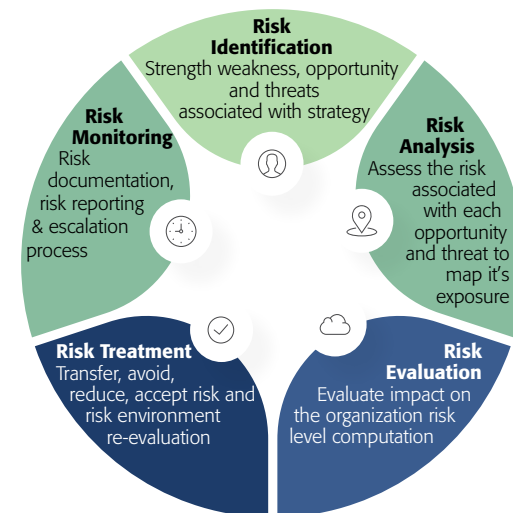 Risk
Identification
Strength weakness, opportunity
and threats
associated with strategy
Risk
Analysis
Assess the risk
associated
with each
opportunity
and threat to
map it's
exposure
Risk
Evaluation
Evaluate impact on
the organization risk
level computation
Risk Treatment
Transfer, avoid,
reduce, accept risk and
risk environment
re-evaluation
Risk
Monitoring
Risk
documentation,
risk reporting
& escalation
process